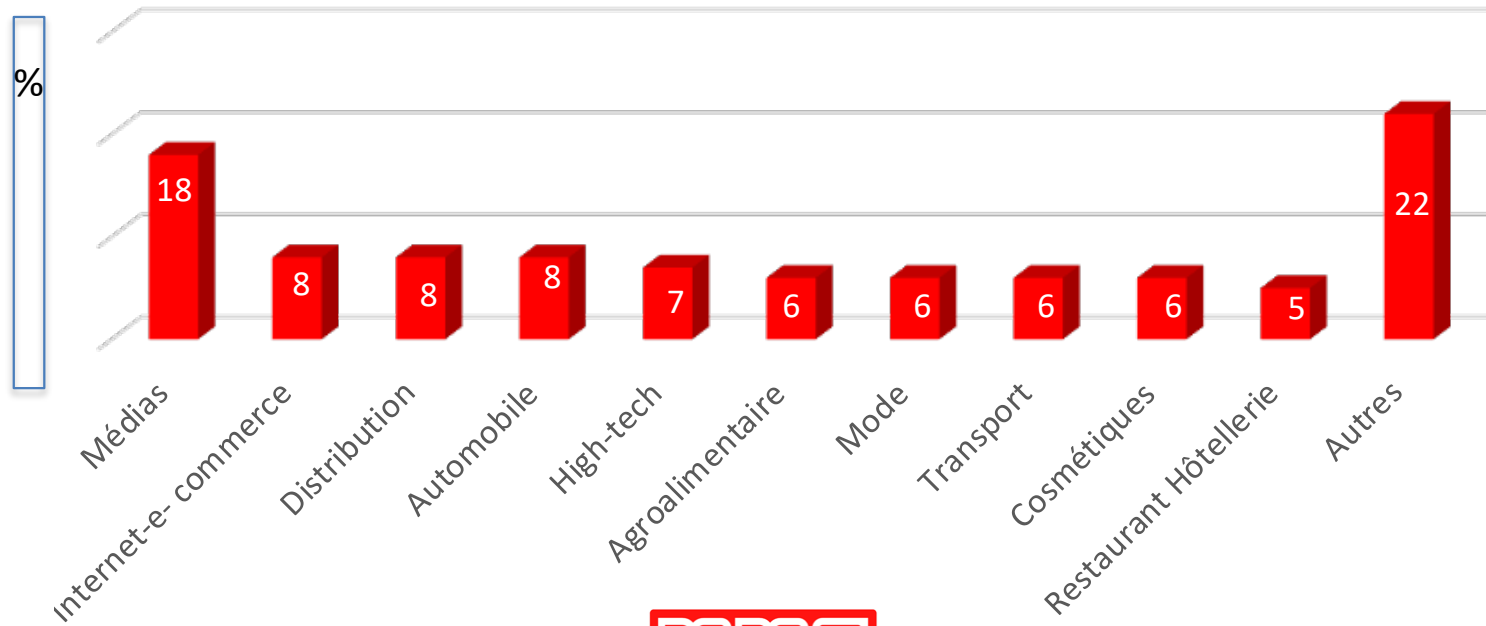 %
18
8
8
8
7
6
6
6
6
5
22
Médias
Internet-e- commerce
Distribution
Automobile
High-tech
Agroalimentaire
Mode
Transport
Cosmétiques
Restaurant Hôtellerie
Autres